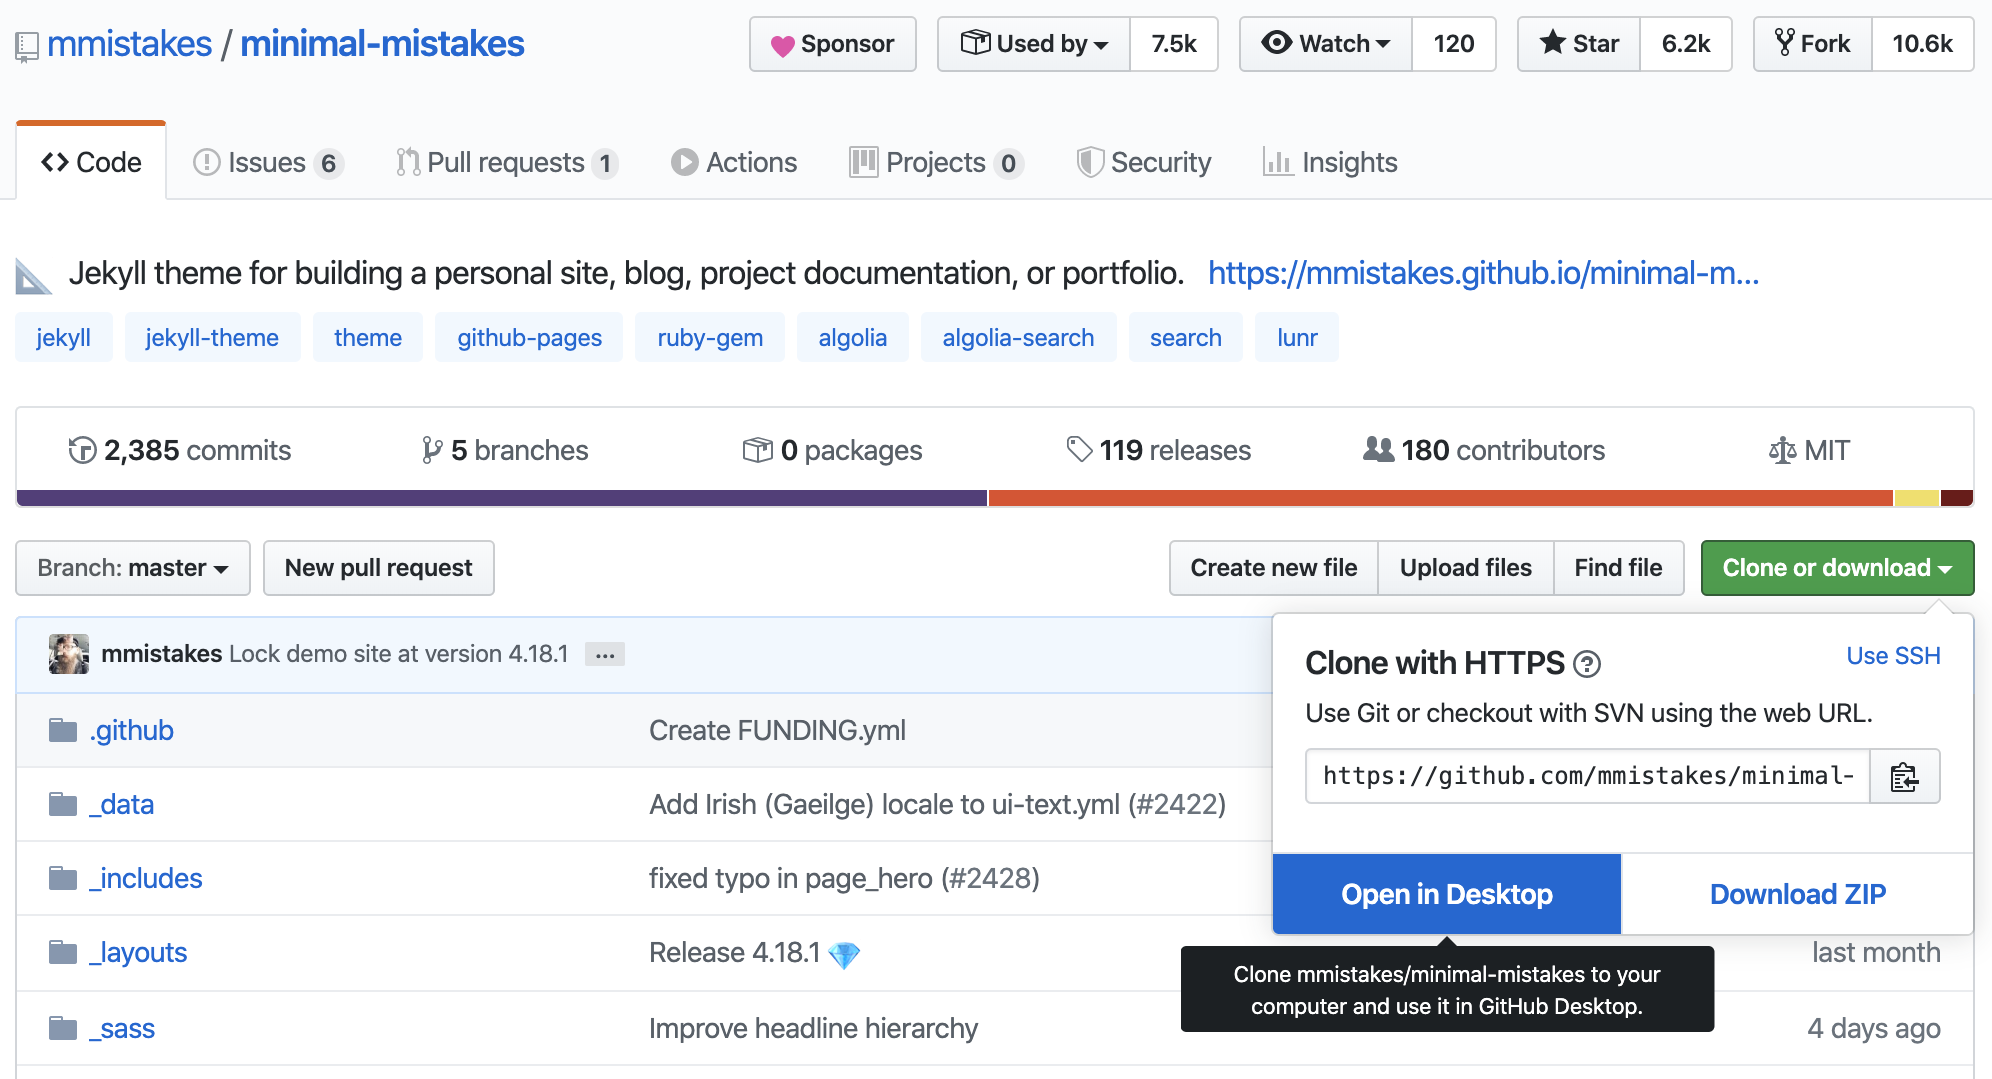 mmistakes / minimal-mistakes
Sponsor
Used by 7.5k
Watch 120
Star 6.2k
Fork 10.6k
Code
Issues 6
Pull requests 1
Actions
Projects 0
Security
Insights
Jekyll theme for building a personal site, blog, project documentation, or portfolio. https://mmistakes.github.io/minimal-m...
jekyll jekyll-theme theme github-pages ruby-gem algolia algolia-search search lunr
2,385 commits 5 branches 0 packages 119 releases 180 contributors MIT
Branch: master New pull request Create new file Upload files Find file Clone or download
mmistakes Lock demo site at version 4.18.1 ...
Clone with HTTPS ? Use SSH
Use Git or checkout with SVN using the web URL.
https://github.com/mmistakes/minimal-
Open in Desktop Download ZIP
Clone mmistakes/minimal-mistakes to your
computer and use it in GitHub Desktop.
.github Create FUNDING.yml
_data Add Irish (Gaeilge) locale to ui-text.yml (#2422)
_includes fixed typo in page_hero (#2428)
_layouts Release 4.18.1 last month
_sass Improve headline hierarchy 4 days ago